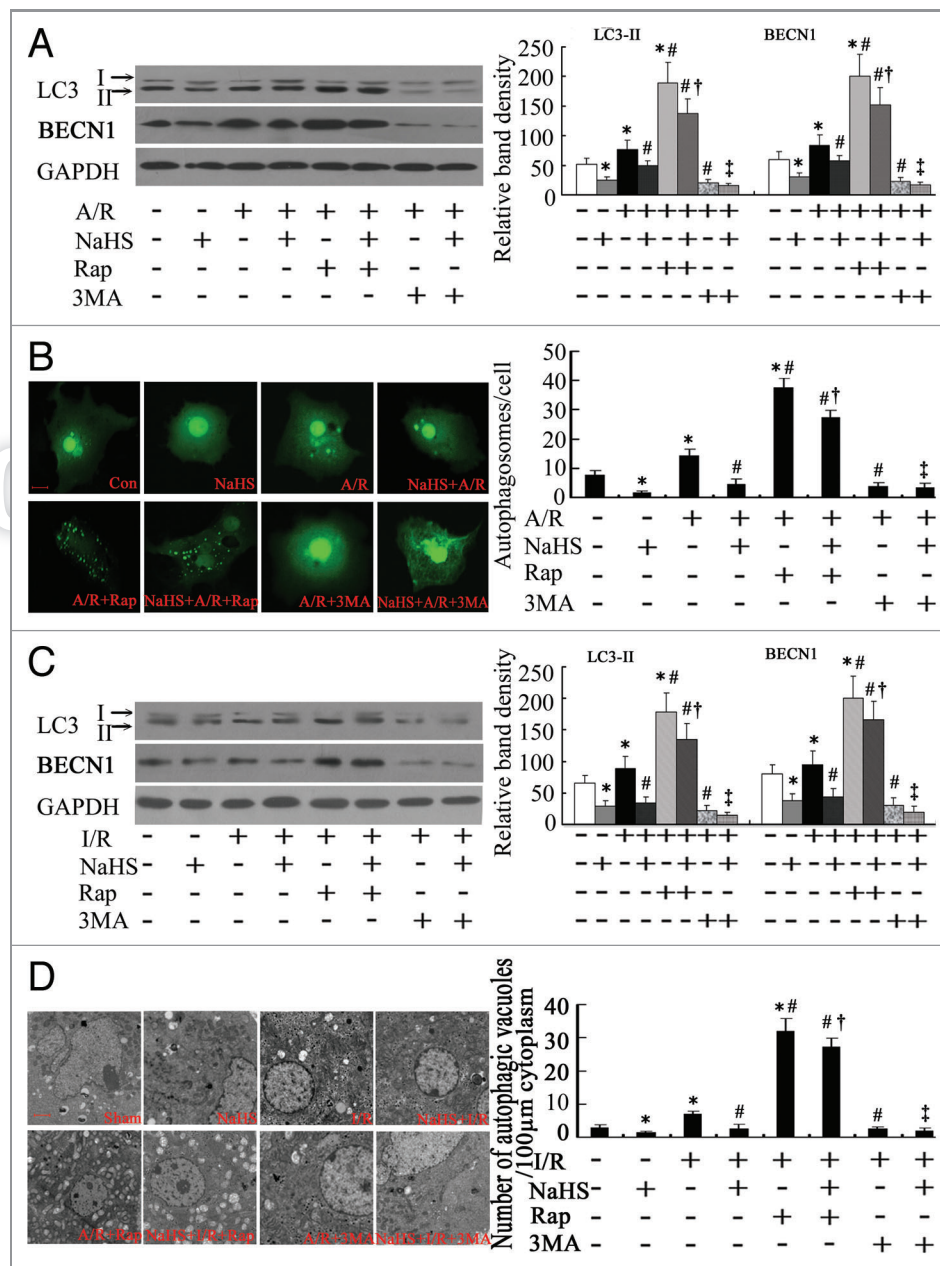 A
LC3
I
II
BECN1
GAPDH
A/R - - + + + + + +
NaHS - + - + - + - +
Rap - - - - + + - -
3MA - - - - - - + +
LC3-II BECN1
Relative band density
250
200
150
100
50
0
* * # *# #† # ‡
* * # *# #† # ‡
- - + + + + + + - - + + + + + +
- + - + - + - + - + - + - + - +
- - - - + + - - - - - - + + - -
- - - - - - + + - - - - - - + +
B
Con NaHS A/R NaHS+A/R
A/R+Rap NaHS+A/R+Rap A/R+3MA NaHS+A/R+3MA
Autophagosomes/cell
50
40
30
20
10
0
* * # *# #† # ‡
A/R - - + + + + + +
NaHS - + - + - + - +
Rap - - - - + + - -
3MA - - - - - - + +
C
LC3
I
II
BECN1
GAPDH
I/R - - + + + + + +
NaHS - + - + - + - +
Rap - - - - + + - -
3MA - - - - - - + +
LC3-II BECN1
Relative band density
250
200
150
100
50
0
* * # *# #† # ‡
* * # *# #† # ‡
- - + + + + + + - - + + + + + +
- + - + - + - + - + - + - + - +
- - - - + + - - - - - - + + - -
- - - - - - + + - - - - - - + +
D
Sham NaHS I/R NaHS+I/R
A/R+Rap NaHS+I/R+Rap A/R+3MA NaHS+I/R+3MA
Number of autophagic vacuoles
/100μm cytoplasm
40
30
20
10
0
* * # *# #† # ‡
I/R - - + + + + + +
NaHS - + - + - + - +
Rap - - - - + + - -
3MA - - - - - - + +